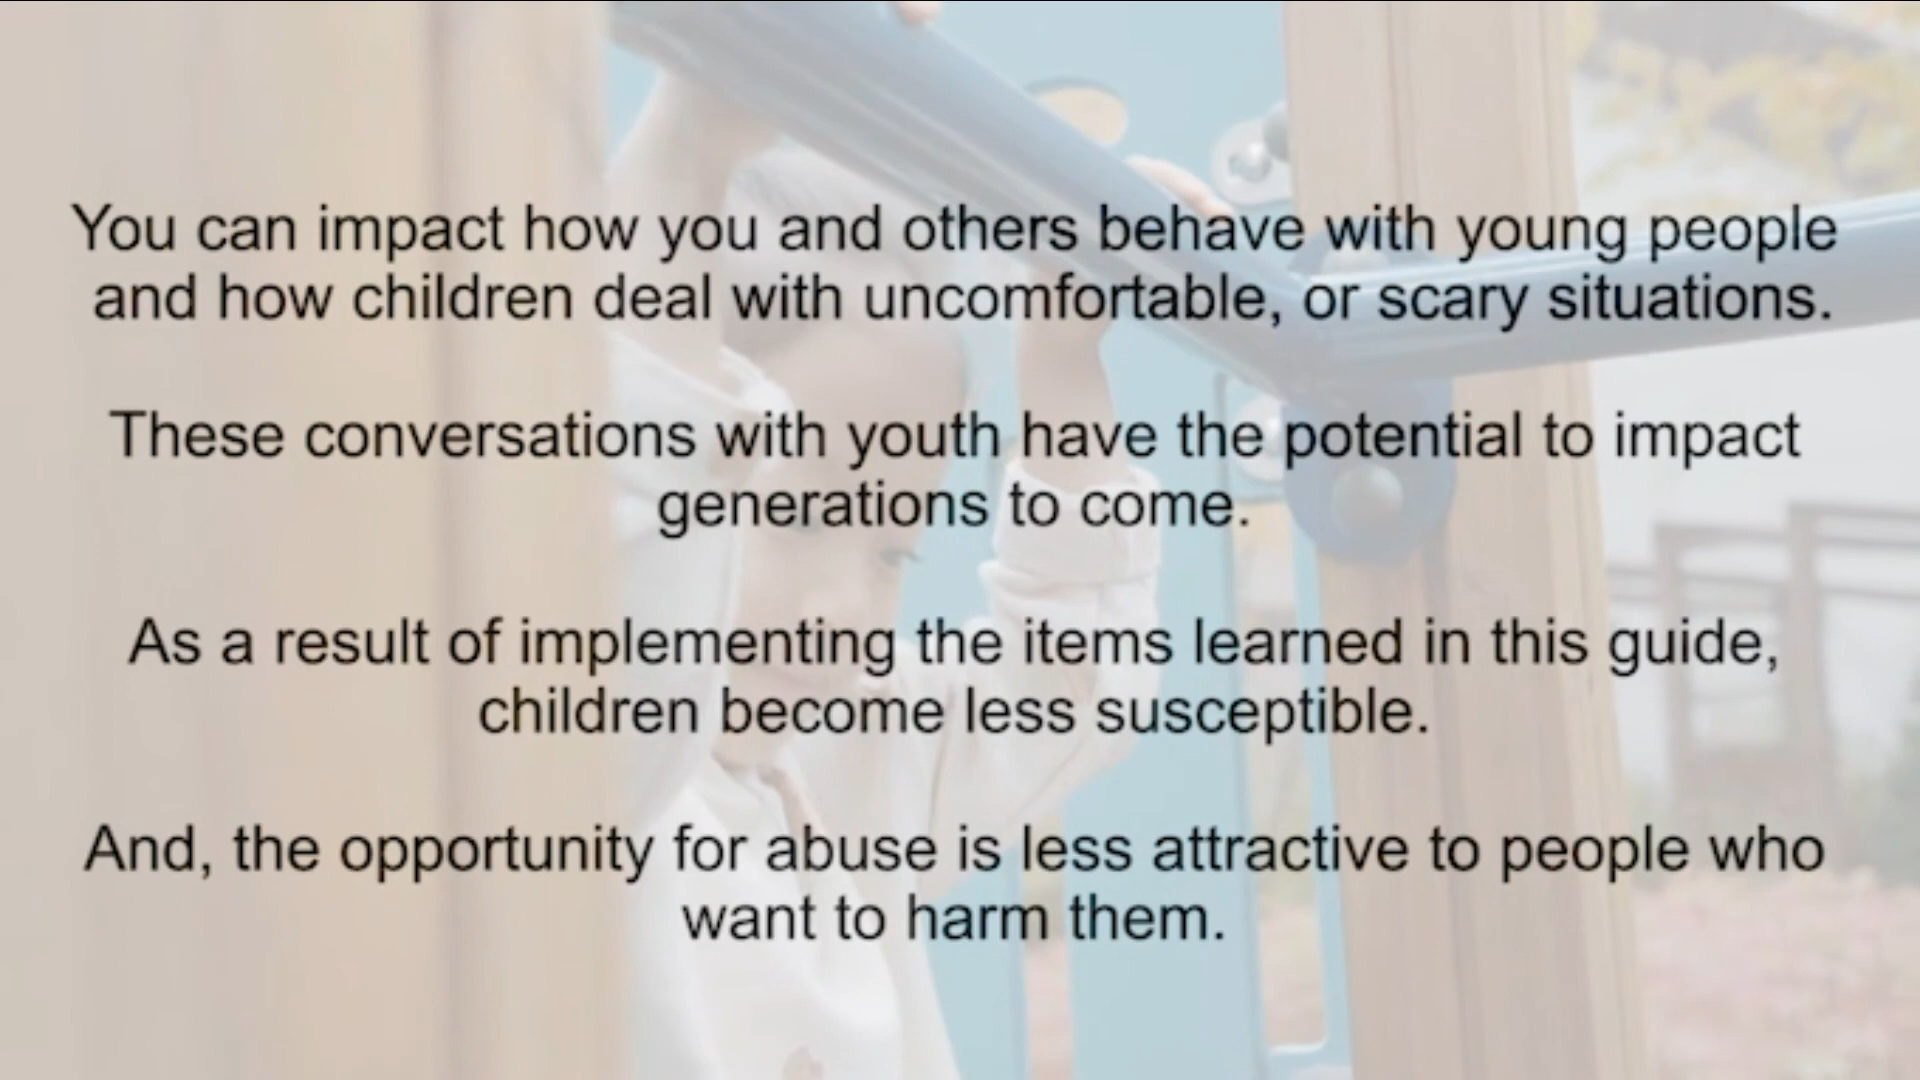 You can impact how you and others behave with young people
and how children deal with uncomfortable, or scary situations.
These conversations with youth have the potential to impact
generations to come.
As a result of implementing the items learned in this guide,
children become less susceptible.
And, the opportunity for abuse is less attractive to people who
want to harm them.